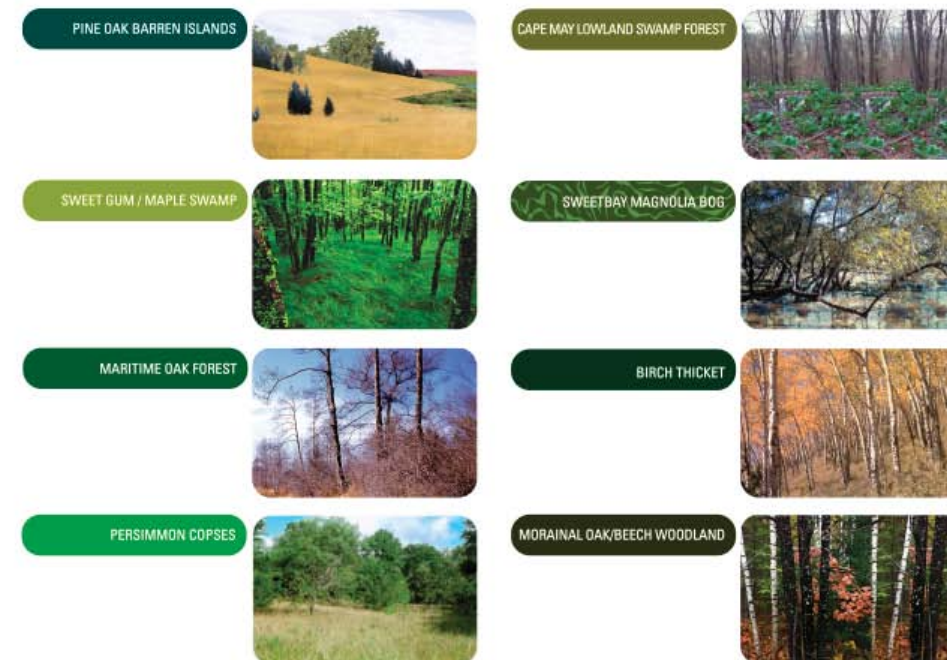 PINE OAK BARREN ISLANDS
CAPE MAY LOWLAND SWAMP FOREST
SWEET GUM / MAPLE SWAMP
SWEETBAY MAGNOLIA BOG
MARITIME OAK FOREST
BIRCH THICKET
PERSIMMON COPSES
MORAINAL OAK/BEECH WOODLAND